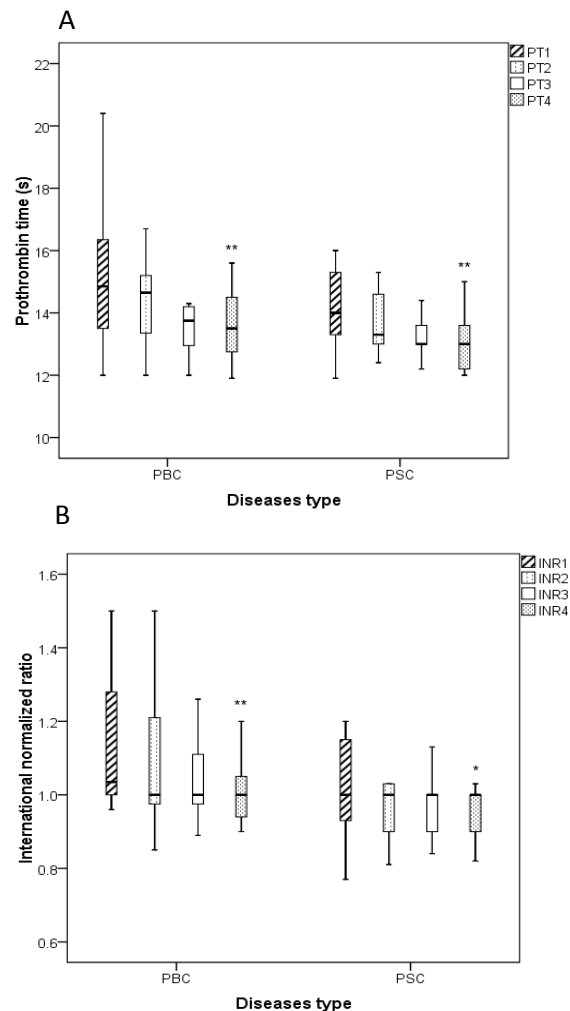 A
Prothrombin time (s)
22
20
18
16
14
12
10
**
**
PT1
PT2
PT3
PT4
PBC
PSC
Diseases type
B
International normalized ratio
1.6
1.4
1.2
1.0
0.8
0.6
**
*
INR1
INR2
INR3
INR4
PBC
PSC
Diseases type